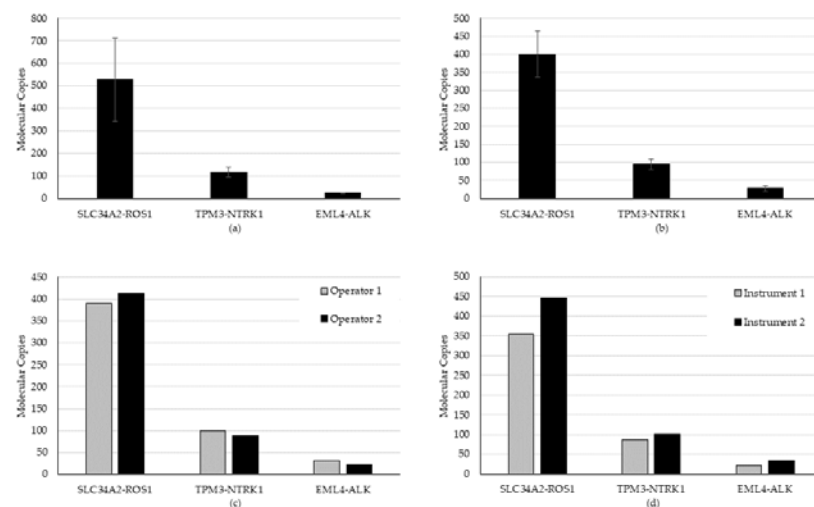 800
700
600
500
400
300
200
100
0
Molecular Copies
SLC34A2-ROS1 TPM3-NTRK1 EML4-ALK
(a)
500
450
400
350
300
250
200
150
100
50
0
Molecular Copies
SLC34A2-ROS1 TPM3-NTRK1 EML4-ALK
(b)
450
400
350
300
250
200
150
100
50
0
Molecular Copies
Operator 1
Operator 2
SLC34A2-ROS1 TPM3-NTRK1 EML4-ALK
(c)
500
450
400
350
300
250
200
150
100
50
0
Molecular Copies
Instrument 1
Instrument 2
SLC34A2-ROS1 TPM3-NTRK1 EML4-ALK
(d)